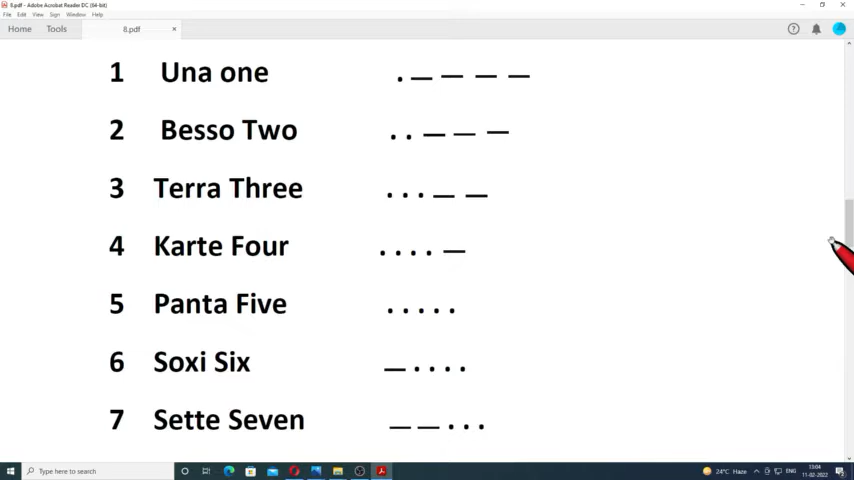 8.pdf - Adobe Acrobat Reader DC (64-bit)
File Edit View Sign Window Help
Home Tools 8.pdf ×
1 Una one . _ _ _ _
2 Besso Two . . _ _ _
3 Terra Three . . . _ _
4 Karte Four . . . . _
5 Panta Five . . . . .
6 Soxi Six _ . . . .
7 Sette Seven _ _ . . .
Type here to search 24°C Haze ENG 13:04
11-02-2022